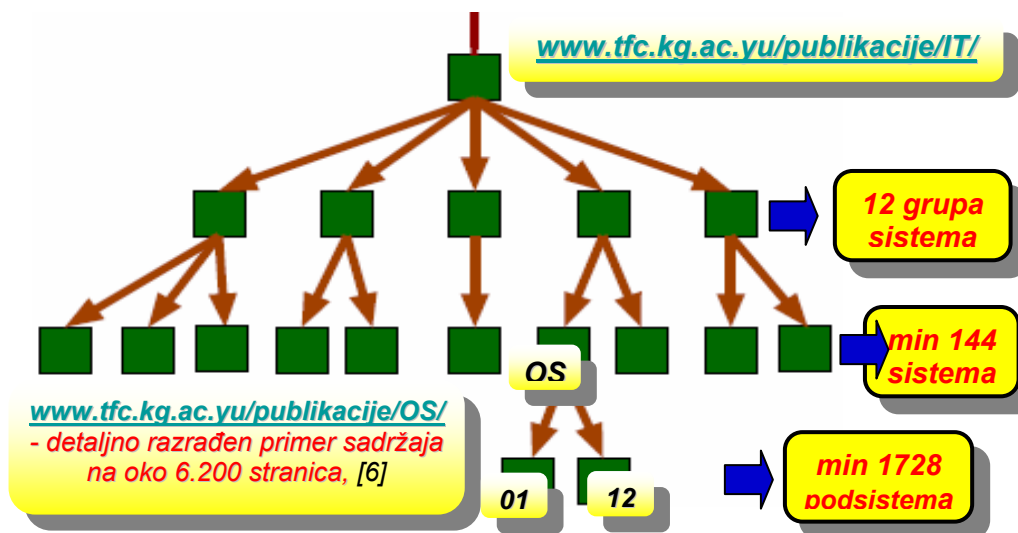 www.tfc.kg.ac.yu/publikacije/IT/
12 grupa
sistema
min 144
sistema
OS
www.tfc.kg.ac.yu/publikacije/OS/
- detaljno razrađen primer sadržaja
na oko 6.200 stranica, [6]
01
12
min 1728
podsistema